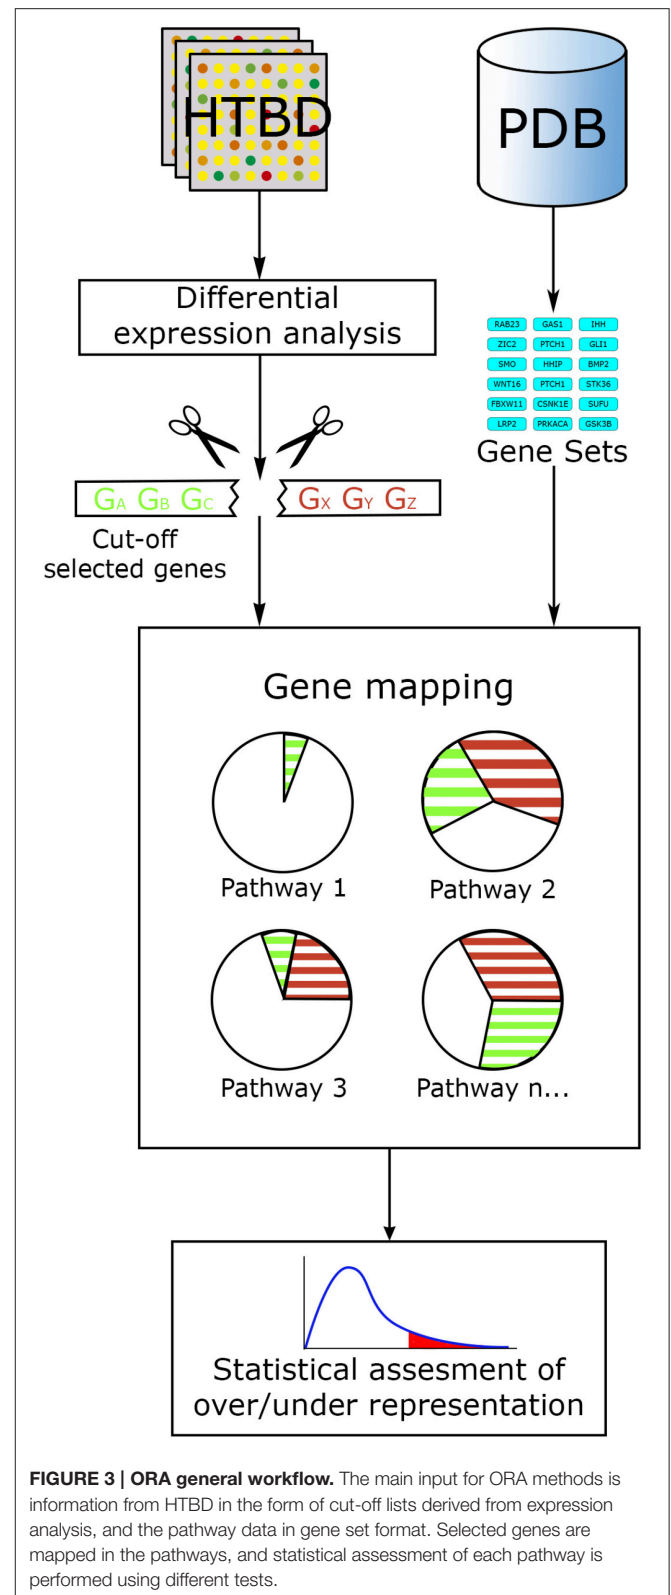 HTBD
PDB
Differential
expression analysis
RAB23 GAS1 IHH
ZIC2 PTCH1 GLI1
SMO HHIP BMP2
WNT16 PTCH1 STK36
FBXW11 CSNK1E SUFU
LRP2 PRKACA GSK3B
Gene Sets
GA GB GC
GX GY GZ
Cut-off
selected genes
Gene mapping
Pathway 1
Pathway 2
Pathway 3
Pathway n...
Statistical assesment of
over/under representation
FIGURE 3 | ORA general workflow. The main input for ORA methods is
information from HTBD in the form of cut-off lists derived from expression
analysis, and the pathway data in gene set format. Selected genes are
mapped in the pathways, and statistical assessment of each pathway is
performed using different tests.